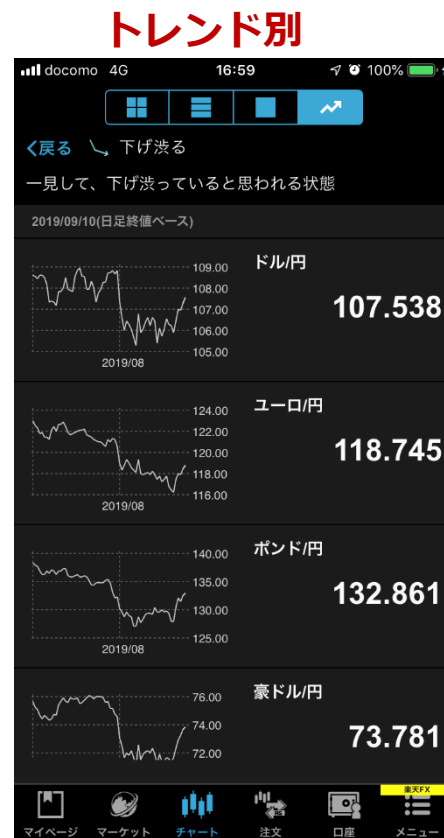 トレンド別
docomo 4G 16:59 100%
戻る 下げ渋る
一見して、下げ渋っていると思われる状態
2019/09/10(日足終値ベース)
ドル/円
109.00
108.00
107.00
106.00
105.00
2019/08
107.538
ユーロ/円
124.00
122.00
120.00
118.00
116.00
2019/08
118.745
ポンド/円
140.00
135.00
130.00
125.00
2019/08
132.861
豪ドル/円
76.00
74.00
72.00
73.781
楽天FX
マイページ マーケット チャート 注文 口座 メニュー